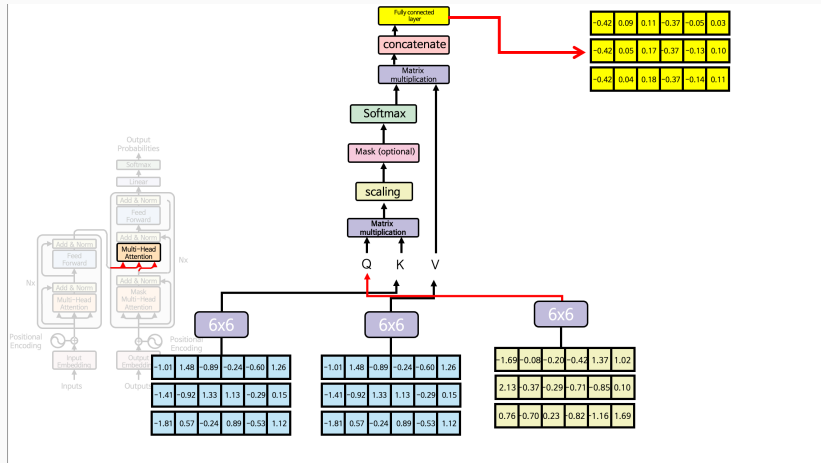 Fully connected
layer
concatenate
Matrix
multiplication
Softmax
Mask (optional)
scaling
Matrix
multiplication
Q K V
6x6 6x6 6x6
-0.42 0.09 0.11 -0.37 -0.05 0.03
-0.42 0.05 0.17 -0.37 -0.13 0.10
-0.42 0.04 0.18 -0.37 -0.14 0.11
Output
Probabilities
Softmax
Linear
Add & Norm
Feed
Forward
Add & Norm
Multi-Head
Attention
Nx
Add & Norm
Mask
Multi-Head
Attention
Add & Norm
Feed
Forward
Nx
Add & Norm
Multi-Head
Attention
Positional
Encoding
Positional
Encoding
Input
Embedding
Output
Embedding
Inputs
Outputs
-1.01 1.48 -0.89 -0.24 -0.60 1.26
-1.41 -0.92 1.33 1.13 -0.29 0.15
-1.81 0.57 -0.24 0.89 -0.53 1.12
-1.01 1.48 -0.89 -0.24 -0.60 1.26
-1.41 -0.92 1.33 1.13 -0.29 0.15
-1.81 0.57 -0.24 0.89 -0.53 1.12
-1.69 -0.08 -0.20 -0.42 1.37 1.02
2.13 -0.37 -0.29 -0.71 -0.85 0.10
0.76 -0.70 0.23 -0.82 -1.16 1.69